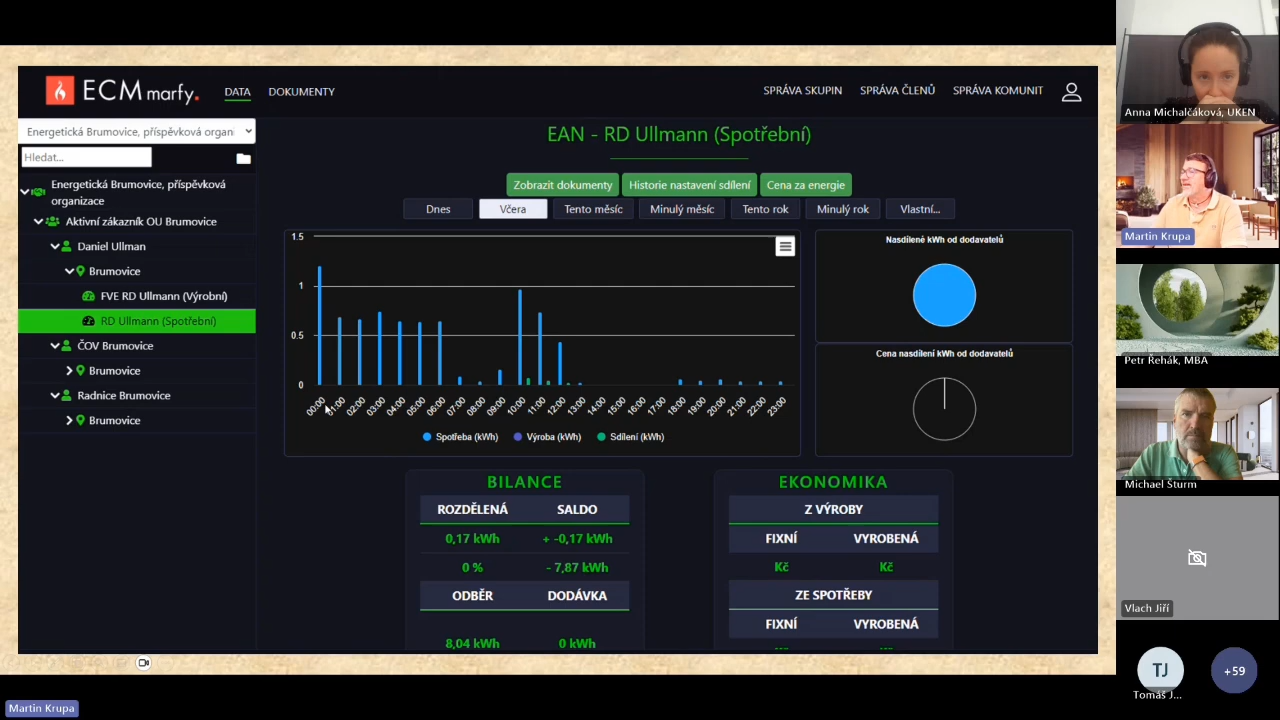 ECM marfy.
DATA
DOKUMENTY
SPRÁVA SKUPIN
SPRÁVA ČLENŮ
SPRÁVA KOMUNIT
Energetická Brumovice, příspěvková organi
Hledat...
Energetická Brumovice, příspěvková
organizace
Aktivní zákazník OU Brumovice
Daniel Ullman
Brumovice
FVE RD Ullmann (Výrobní)
RD Ullmann (Spotřební)
ČOV Brumovice
Brumovice
Radnice Brumovice
Brumovice
EAN - RD Ullmann (Spotřební)
Zobrazit dokumenty
Historie nastavení sdílení
Cena za energie
Dnes
Včera
Tento měsíc
Minulý měsíc
Tento rok
Minulý rok
Vlastní...
1.5
1
0.5
0
00:00
01:00
02:00
03:00
04:00
05:00
06:00
07:00
08:00
09:00
10:00
11:00
12:00
13:00
14:00
15:00
16:00
17:00
18:00
19:00
20:00
21:00
22:00
23:00
Spotřeba (kWh)
Výroba (kWh)
Sdílení (kWh)
Nasdílené kWh od dodavatelů
Cena nasdílení kWh od dodavatelů
BILANCE
ROZDĚLENÁ SALDO
0,17 kWh + -0,17 kWh
0 % - 7,87 kWh
ODBĚR DODÁVKA
8,04 kWh 0 kWh
EKONOMIKA
Z VÝROBY
FIXNÍ VYROBENÁ
Kč Kč
ZE SPOTŘEBY
FIXNÍ VYROBENÁ
Anna Michalčáková, UKEN
Martin Krupa
Petr Řehák, MBA
Michael Šturm
Vlach Jiří
TJ
Tomáš J...
+59
Martin Krupa